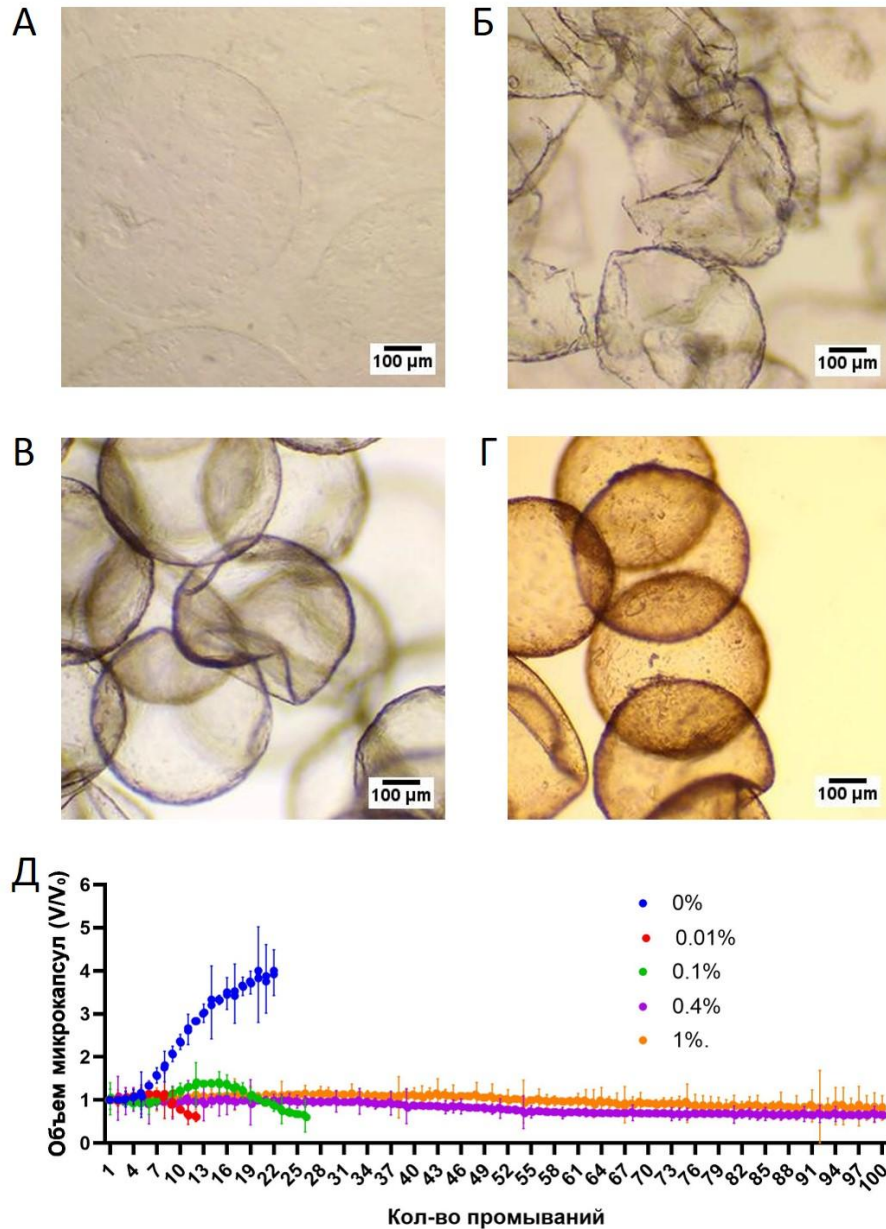 А
Б
100 µm
100 µm
В
Г
100 µm
100 µm
Д
Объем микрокапсул (V/V₀)
6
5
4
3
2
1
0
0%
0.01%
0.1%
0.4%
1%.
1 4 7 10 13 16 19 22 25 28 31 34 37 40 43 46 49 52 55 58 61 64 67 70 73 76 79 82 85 88 91 94 97 100
Кол-во промываний